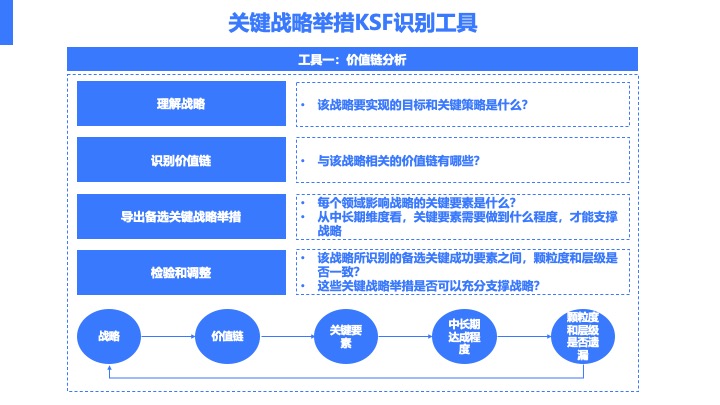 关键战略举措KSF识别工具
工具一：价值链分析
理解战略
• 该战略要实现的目标和关键策略是什么？
识别价值链
• 与该战略相关的价值链有哪些？
导出备选关键战略举措
• 每个领域影响战略的关键要素是什么？
• 从中长期维度看，关键要素需要做到什么程度，才能支撑
战略
检验和调整
• 该战略所识别的备选关键成功要素之间，颗粒度和层级是
否一致？
• 这些关键战略举措是否可以充分支撑战略？
战略
价值链
关键要
素
中长期
达成程
度
颗粒度
和层级
是否遗
漏